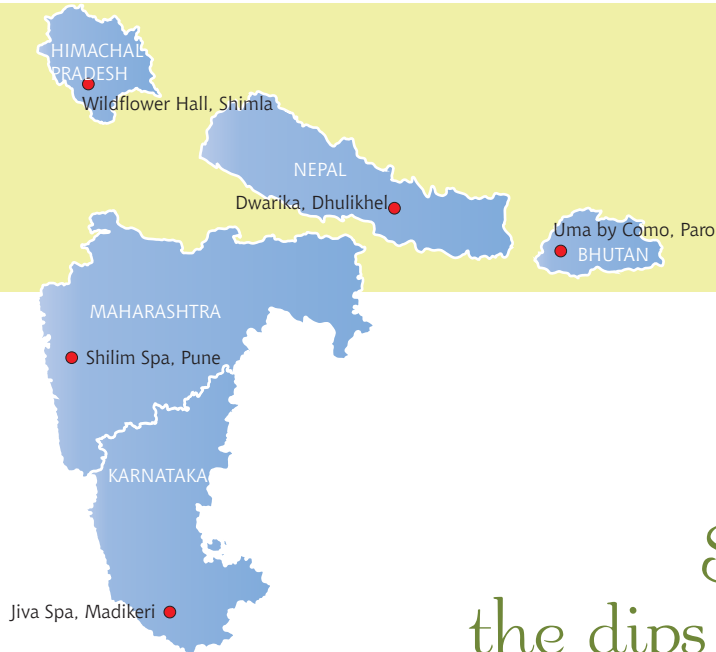 HIMACHAL
PRADESH
Wildflower Hall, Shimla
NEPAL
Dwarika, Dhulikhel
Uma by Como, Paro
BHUTAN
MAHARASHTRA
Shilim Spa, Pune
KARNATAKA
Jiva Spa, Madikeri
the dips